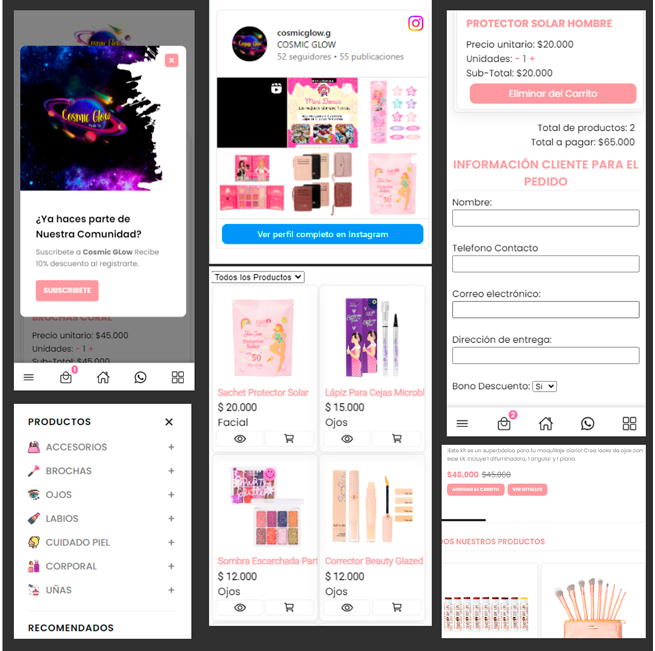 Cosmic Glow
¿Ya haces parte de
Nuestra Comunidad?
Suscribete a Cosmic GLow Recibe
10% descuento al registrarte.
SUBSCRIBETE
BROCHAS CORAL
Precio unitario: $45.000
Unidades: - 1 +
Sub-Total: $45.000
1
PRODUCTOS
ACCESORIOS +
BROCHAS +
OJOS +
LABIOS +
CUIDADO PIEL +
CORPORAL +
UÑAS +
RECOMENDADOS
cosmicglow.g
COSMIC GLOW
52 seguidores • 55 publicaciones
Mini Donas
Ver perfil completo en Instagram
Todos los Productos
Sachet Protector Solar
$ 20.000
Facial
Lápiz Para Cejas Microbl
$ 15.000
Ojos
Sombra Escarchada Part
$ 12.000
Ojos
Corrector Beauty Glazed
$ 12.000
Ojos
PROTECTOR SOLAR HOMBRE
Precio unitario: $20.000
Unidades: - 1 +
Sub-Total: $20.000
Eliminar del Carrito
Total de productos: 2
Total a pagar: $65.000
INFORMACIÓN CLIENTE PARA EL
PEDIDO
Nombre:
Telefono Contacto
Correo electrónico:
Dirección de entrega:
Bono Descuento: Si
2
¡Este kit es un superbásico para tu maquillaje diario! Crea looks de ojos con
este kit. Incluye 1 difuminadora, 1 angular y 1 plana.
$40,000 $45,000
AGREGAR AL CARRITO VER DETALLES
DOS NUESTROS PRODUCTOS